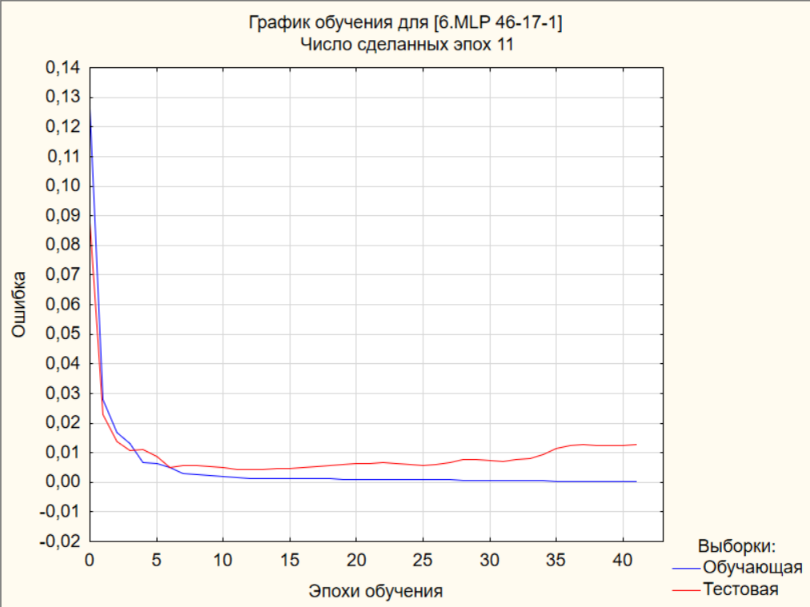 График обучения для [6.MLP 46-17-1]
Число сделанных эпох 11
0,14
0,13
0,12
0,11
0,10
0,09
0,08
0,07
0,06
0,05
0,04
0,03
0,02
0,01
0,00
-0,01
-0,02
Ошибка
0 5 10 15 20 25 30 35 40
Эпохи обучения
Выборки:
Обучающая
Тестовая